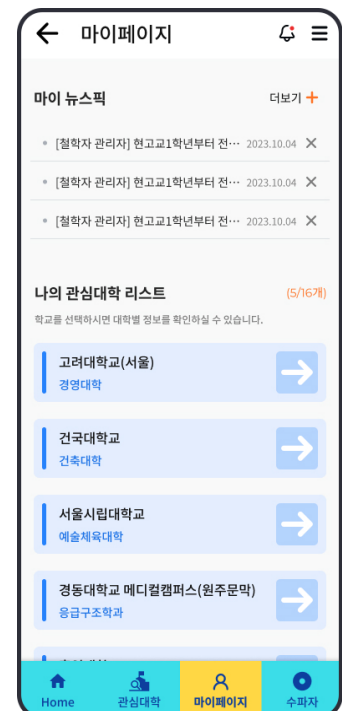 마이페이지
마이 뉴스픽 더보기 +
[철학자 관리자] 현고교1학년부터 전··· 2023.10.04
[철학자 관리자] 현고교1학년부터 전··· 2023.10.04
[철학자 관리자] 현고교1학년부터 전··· 2023.10.04
나의 관심대학 리스트 (5/16개)
학교를 선택하시면 대학별 정보를 확인하실 수 있습니다.
고려대학교(서울)
경영대학
건국대학교
건축대학
서울시립대학교
예술체육대학
경동대학교 메디컬캠퍼스(원주문막)
응급구조학과
Home 관심대학 마이페이지 수파자